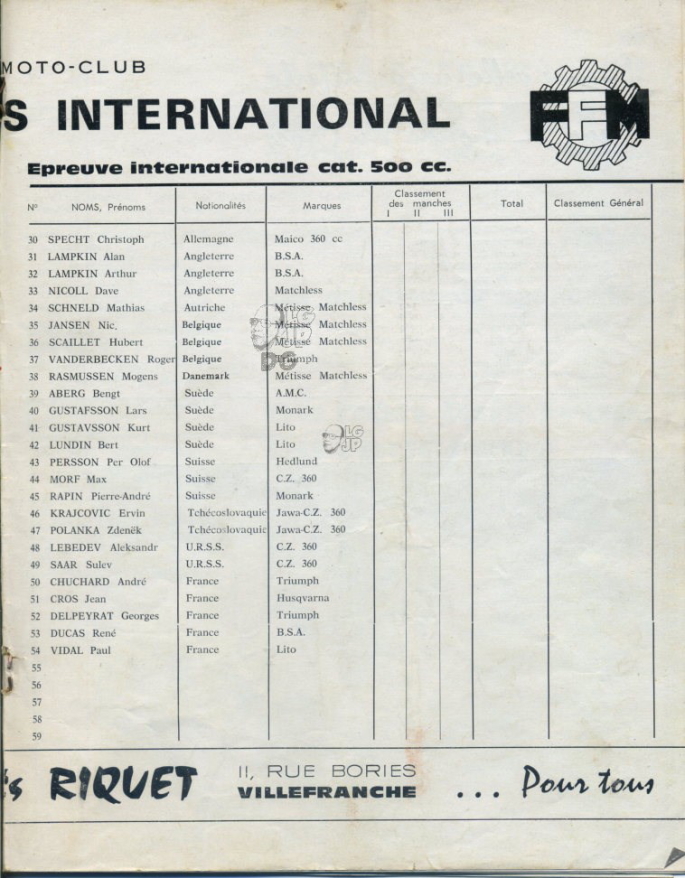 MOTO-CLUB
S INTERNATIONAL
FFM
Epreuve internationale cat. 500 cc.
N° NOMS, Prénoms Nationalités Marques Classement des manches I II III Total Classement Général
30 SPECHT Christoph Allemagne Maico 360 cc
31 LAMPKIN Alan Angleterre B.S.A.
32 LAMPKIN Arthur Angleterre B.S.A.
33 NICOLL Dave Angleterre Matchless
34 SCHNELD Mathias Autriche Métisse Matchless
35 JANSEN Nic. Belgique Métisse Matchless
36 SCAILLET Hubert Belgique Métisse Matchless
37 VANDERBECKEN Roger Belgique Triumph
38 RASMUSSEN Mogens Danemark Métisse Matchless
39 ABERG Bengt Suède A.M.C.
40 GUSTAFSSON Lars Suède Monark
41 GUSTAVSSON Kurt Suède Lito
42 LUNDIN Bert Suède Lito
43 PERSSON Per Olof Suisse Hedlund
44 MORF Max Suisse C.Z. 360
45 RAPIN Pierre-André Suisse Monark
46 KRAJCOVIC Ervin Tchécoslovaquie Jawa-C.Z. 360
47 POLANKA Zdenëk Tchécoslovaquie Jawa-C.Z. 360
48 LEBEDEV Aleksandr U.R.S.S. C.Z. 360
49 SAAR Sulev U.R.S.S. C.Z. 360
50 CHUCHARD André France Triumph
51 CROS Jean France Husqvarna
52 DELPEYRAT Georges France Triumph
53 DUCAS René France B.S.A.
54 VIDAL Paul France Lito
55
56
57
58
59
LG JP DC
LG JP
's RIQUET 11, RUE BORIES
VILLEFRANCHE ... Pour tous